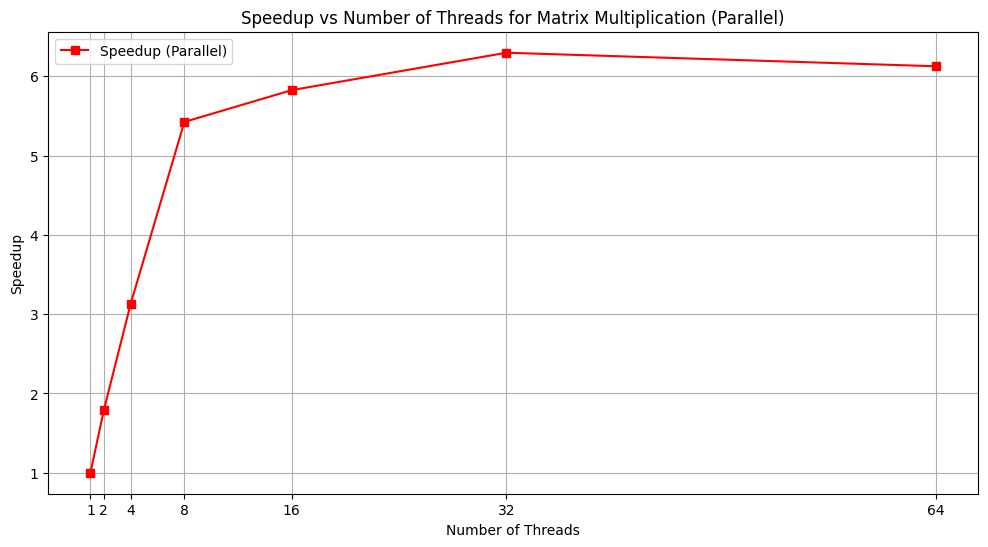 Speedup vs Number of Threads for Matrix Multiplication (Parallel)
Speedup (Parallel)
6
5
4
3
2
1
Speedup
1 2 4 8 16 32 64
Number of Threads